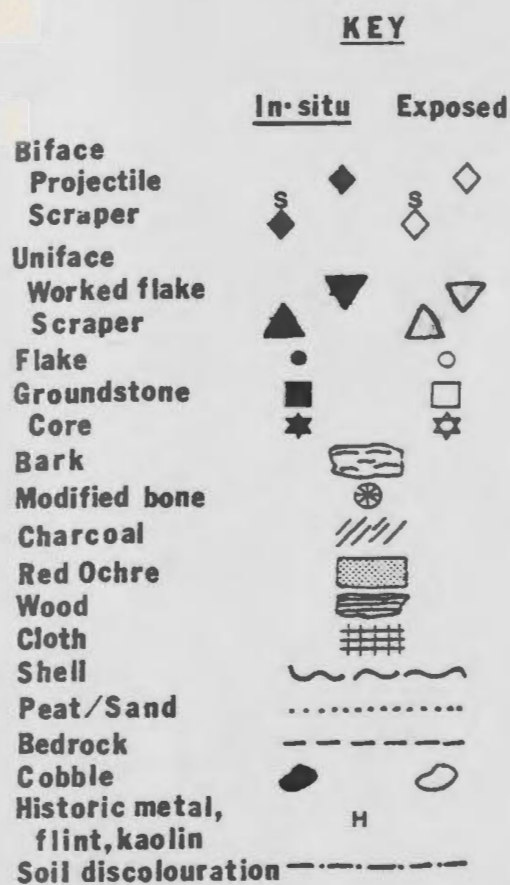 KEY
In-situ Exposed
Biface
Projectile
S S
Scraper
Uniface
Worked flake
Scraper
Flake
Groundstone
Core
Bark
Modified bone
Charcoal
Red Ochre
Wood
Cloth
Shell
Peat/Sand
Bedrock
Cobble
Historic metal,
H
flint, kaolin
Soil discolouration